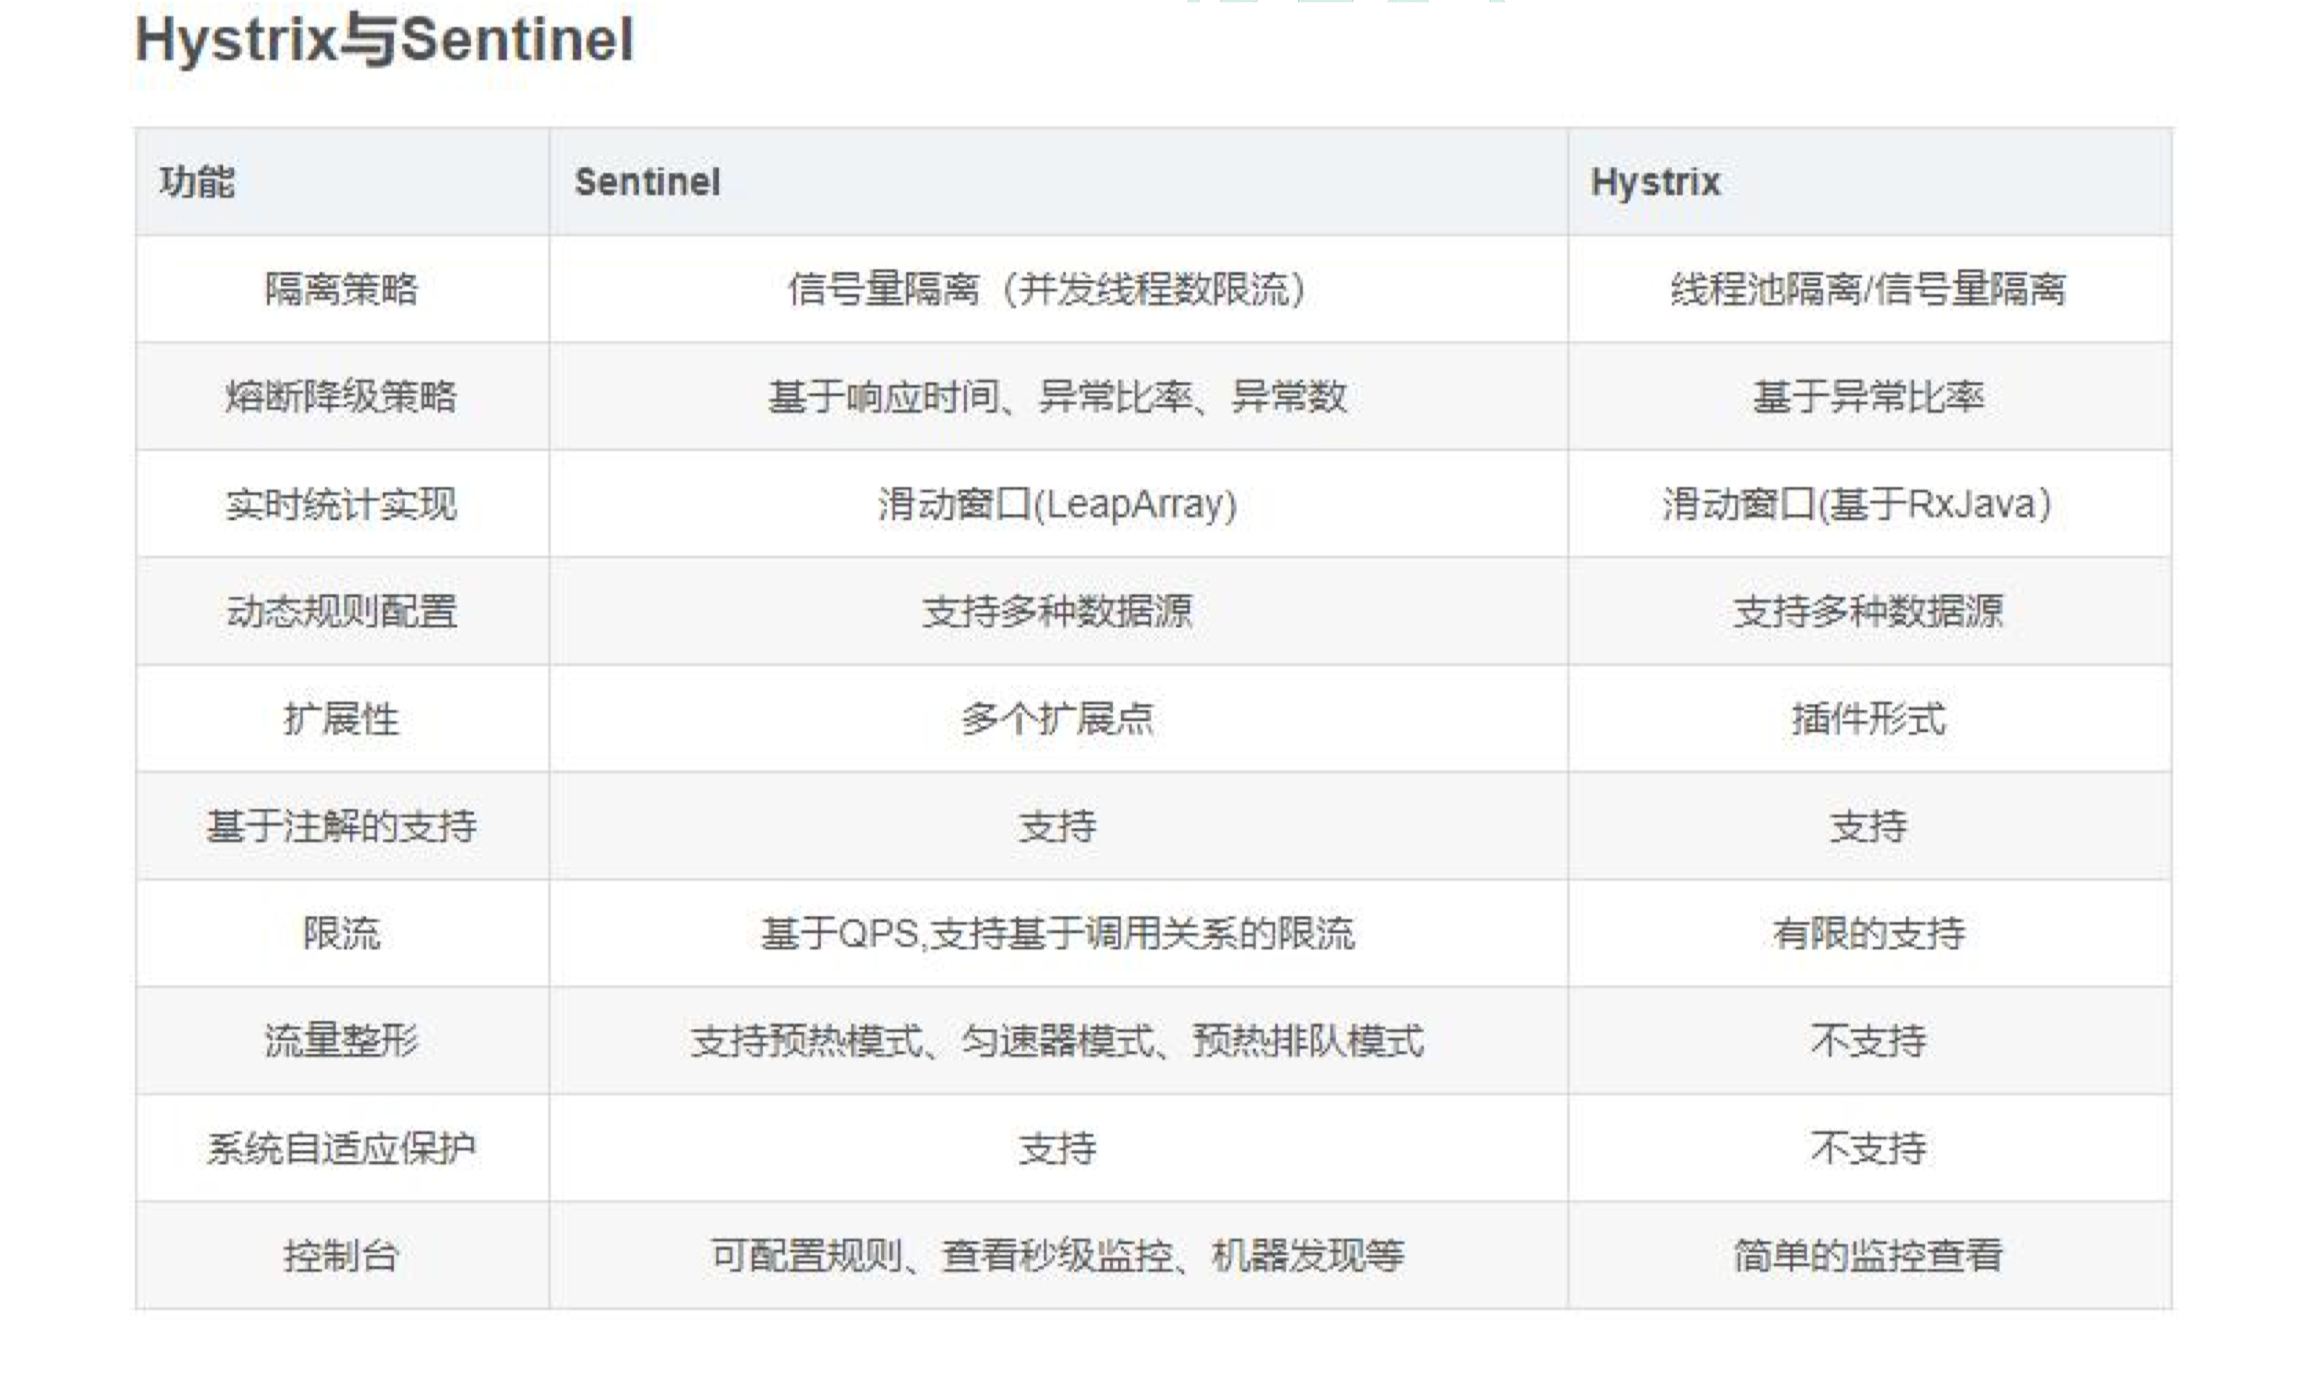 Hystrix与Sentinel
功能 Sentinel Hystrix
隔离策略 信号量隔离（并发线程数限流） 线程池隔离/信号量隔离
熔断降级策略 基于响应时间、异常比率、异常数 基于异常比率
实时统计实现 滑动窗口(LeapArray) 滑动窗口(基于RxJava）
动态规则配置 支持多种数据源 支持多种数据源
扩展性 多个扩展点 插件形式
基于注解的支持 支持 支持
限流 基于QPS,支持基于调用关系的限流 有限的支持
流量整形 支持预热模式、匀速器模式、预热排队模式 不支持
系统自适应保护 支持 不支持
控制台 可配置规则、查看秒级监控、机器发现等 简单的监控查看